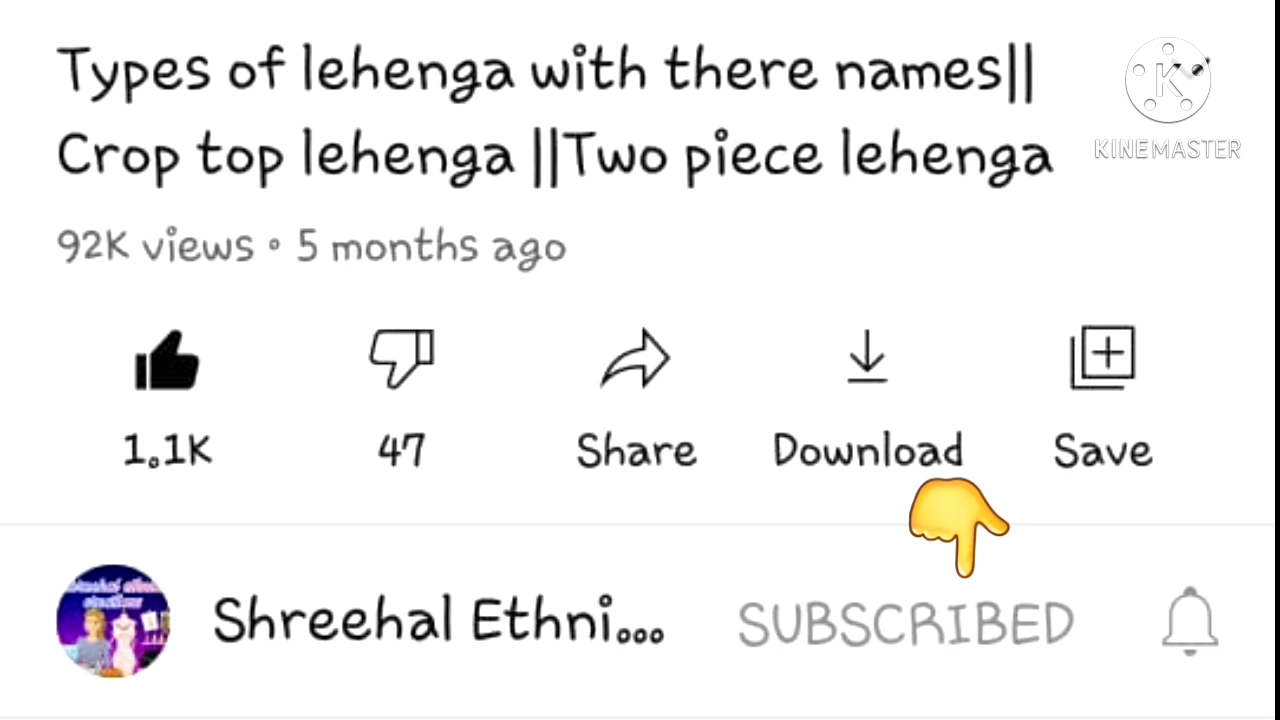 Types of lehenga with there names||
Crop top lehenga ||Two piece lehenga
KINEMASTER
92K views • 5 months ago
1.1K 47 Share Download Save
Shreehal Ethni... SUBSCRIBED